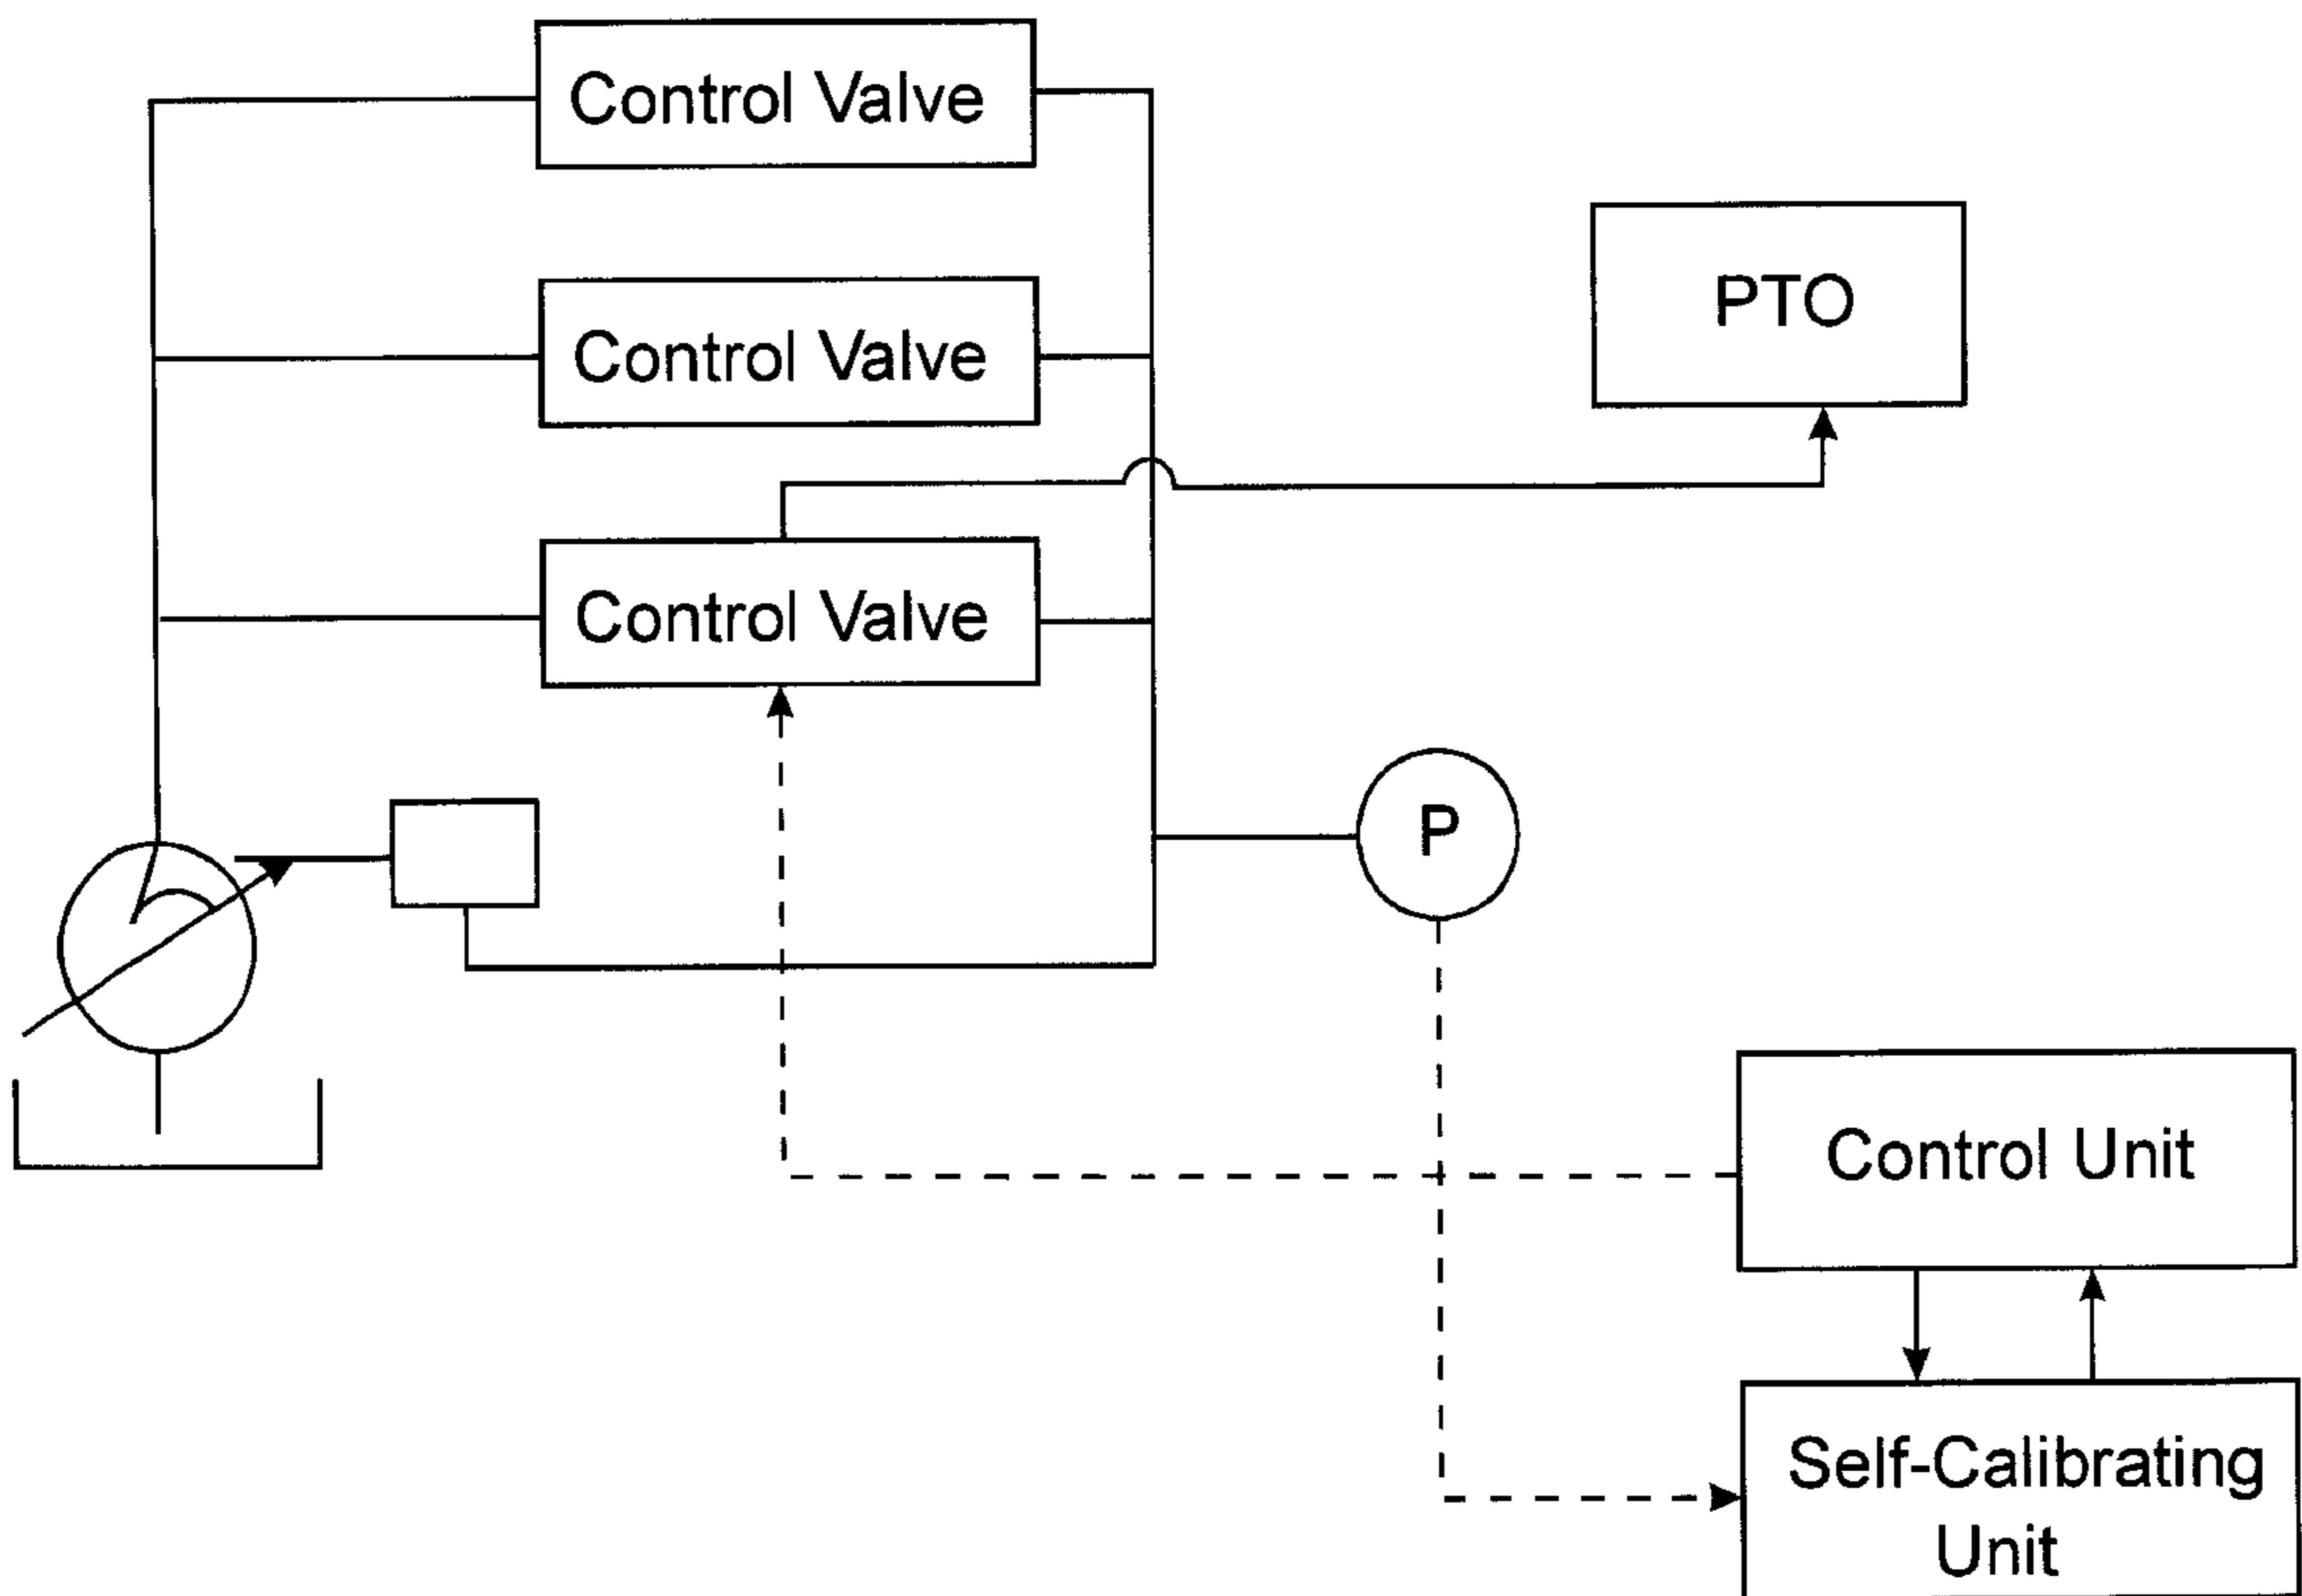 Control Valve
PTO
Control Valve
Control Valve
P
Control Unit
Self-Calibrating
Unit